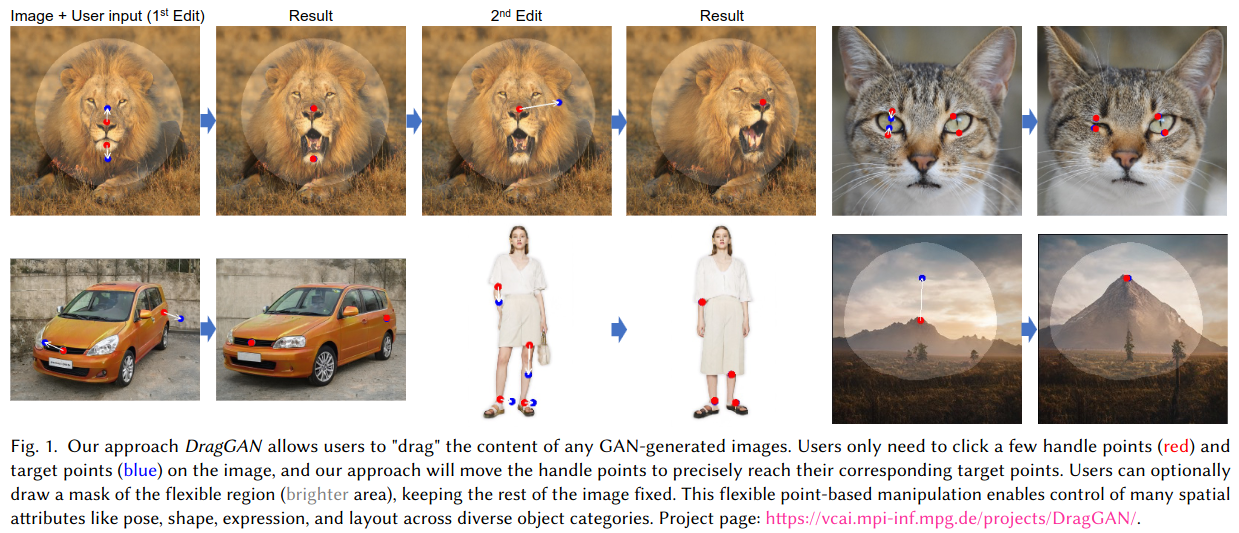 Image + User input (1st Edit)
Result
2nd Edit
Result
Fig. 1. Our approach DragGAN allows users to "drag" the content of any GAN-generated images. Users only need to click a few handle points (red) and
target points (blue) on the image, and our approach will move the handle points to precisely reach their corresponding target points. Users can optionally
draw a mask of the flexible region (brighter area), keeping the rest of the image fixed. This flexible point-based manipulation enables control of many spatial
attributes like pose, shape, expression, and layout across diverse object categories. Project page: https://vcai.mpi-inf.mpg.de/projects/DragGAN/.